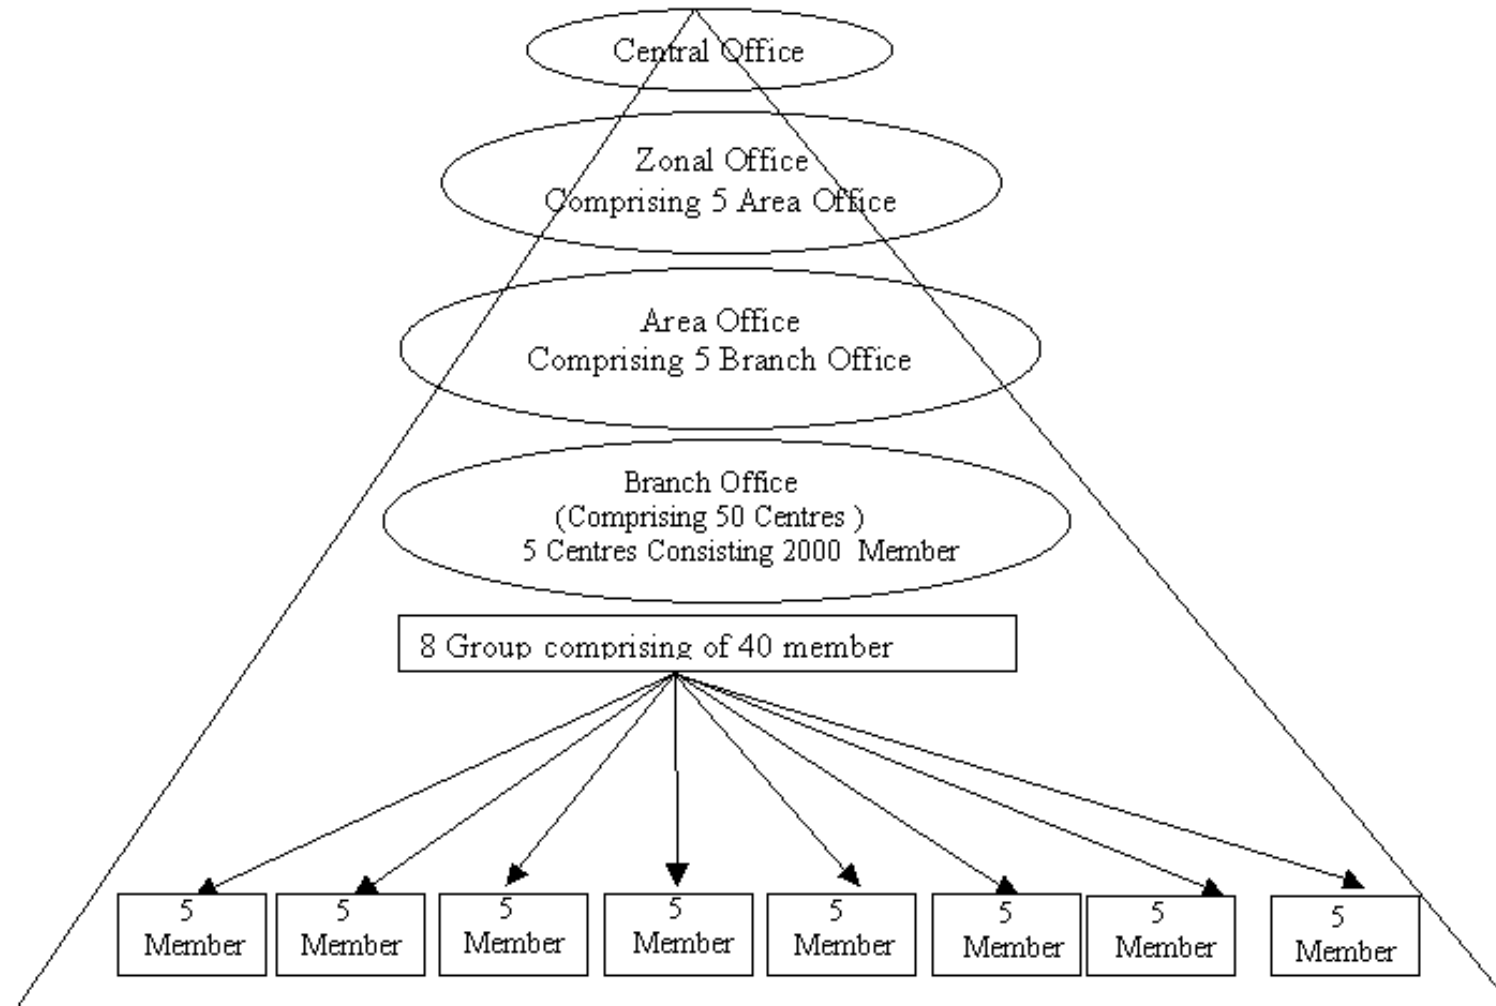 Central Office
Zonal Office
Comprising 5 Area Office
Area Office
Comprising 5 Branch Office
Branch Office
(Comprising 50 Centres )
5 Centres Consisting 2000 Member
8 Group comprising of 40 member
5
Member
5
Member
5
Member
5
Member
5
Member
5
Member
5
Member
5
Member